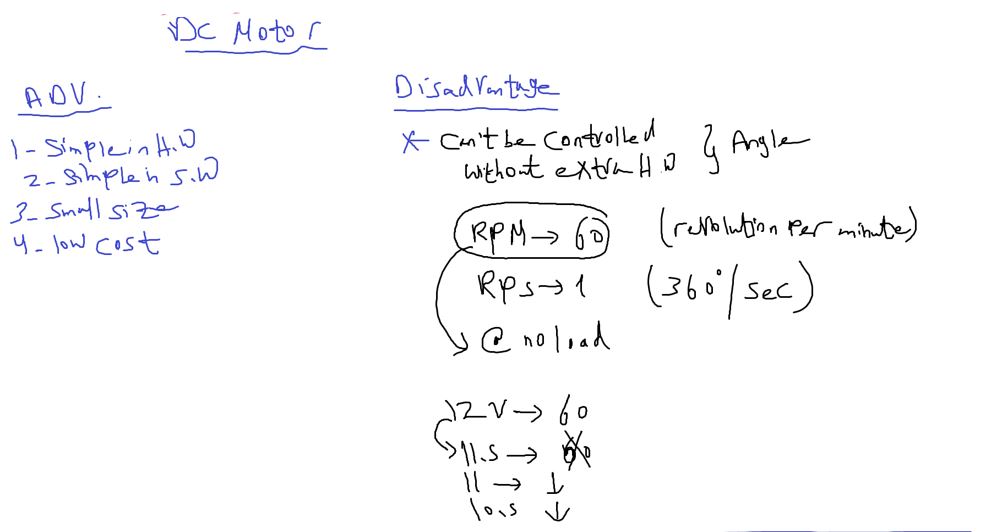 DC Motor
ADV.
1- Simple in H.W
2- Simple in S.W
3- Small size
4- low cost
Disadvantage
* Can't be Controlled
without extra H.W } Angle
RPM → 60 (revolution Per minute)
RPS → 1 (360°/sec)
@ no load
12 V → 60
11.5 → 60
11 → ↓
10.5 ↓